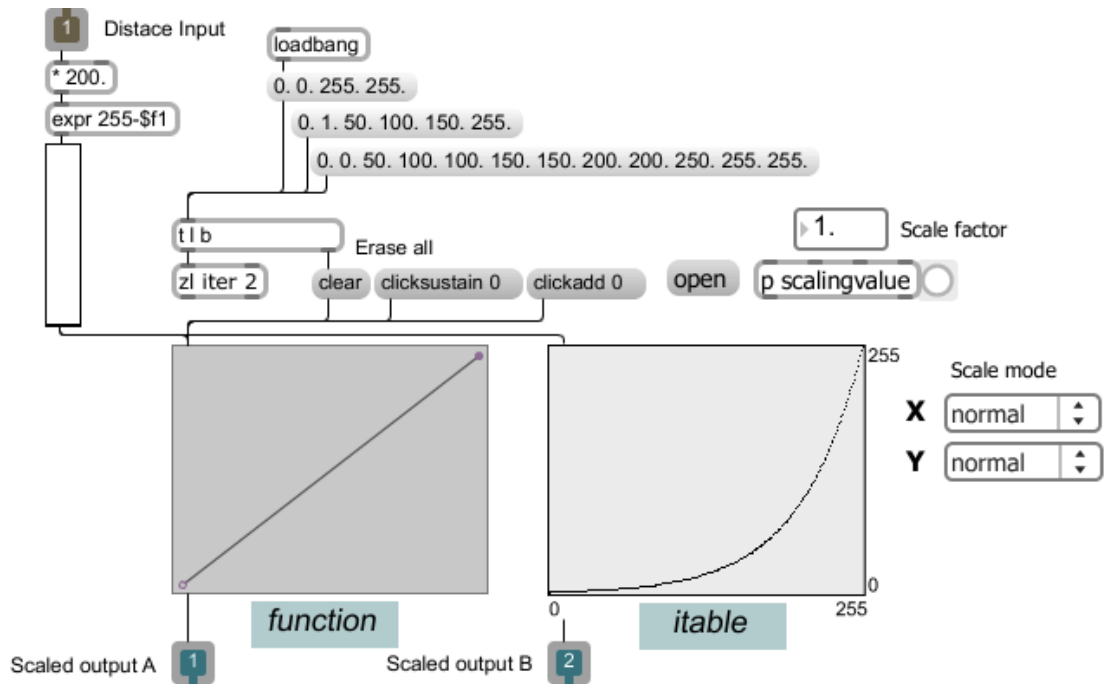 1 Distace Input
loadbang
* 200.
0. 0. 255. 255.
expr 255-$f1
0. 1. 50. 100. 150. 255.
0. 0. 50. 100. 100. 150. 150. 200. 200. 250. 255. 255.
1. Scale factor
t l b
Erase all
zl iter 2
clear
clicksustain 0
clickadd 0
open
p scalingvalue
255
Scale mode
X normal
Y normal
0
0
255
function
itable
Scaled output A 1
Scaled output B 2